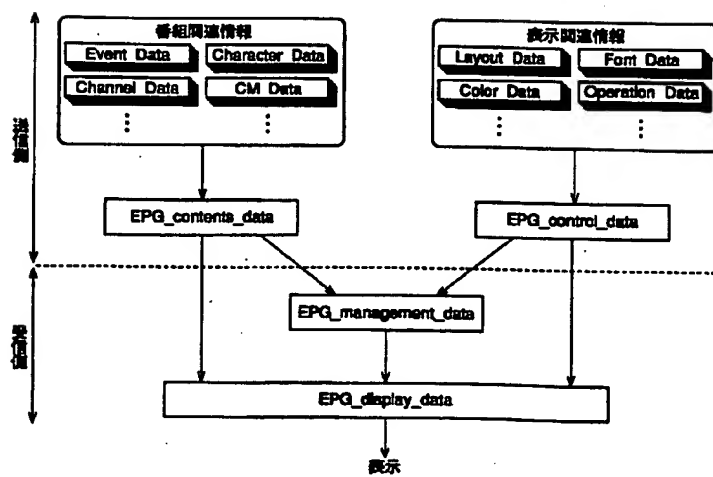 番組関連情報
Event Data
Character Data
Channel Data
CM Data
表示関連情報
Layout Data
Font Data
Color Data
Operation Data
送信側
EPG_contents_data
EPG_control_data
受信側
EPG_management_data
EPG_display_data
表示